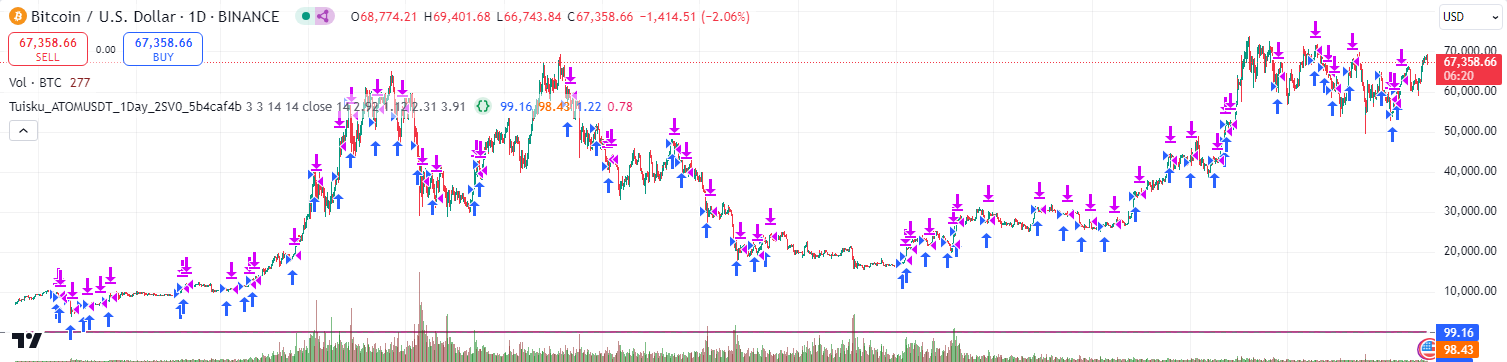 Bitcoin / U.S. Dollar · 1D · BINANCE O68,774.21 H69,401.68 L66,743.84 C67,358.66 −1,414.51 (−2.06%) USD
67,358.66 0.00 67,358.66
SELL BUY
Vol · BTC 277
Tuisku_ATOMUSDT_1Day_2SV0_5b4caf4b 3 3 14 14 close 14 2.92 1.12 2.31 3.91 {} 99.16 98.43 1.22 0.78
70,000.00
67,358.66
06:20
60,000.00
50,000.00
40,000.00
30,000.00
20,000.00
10,000.00
99.16
98.43